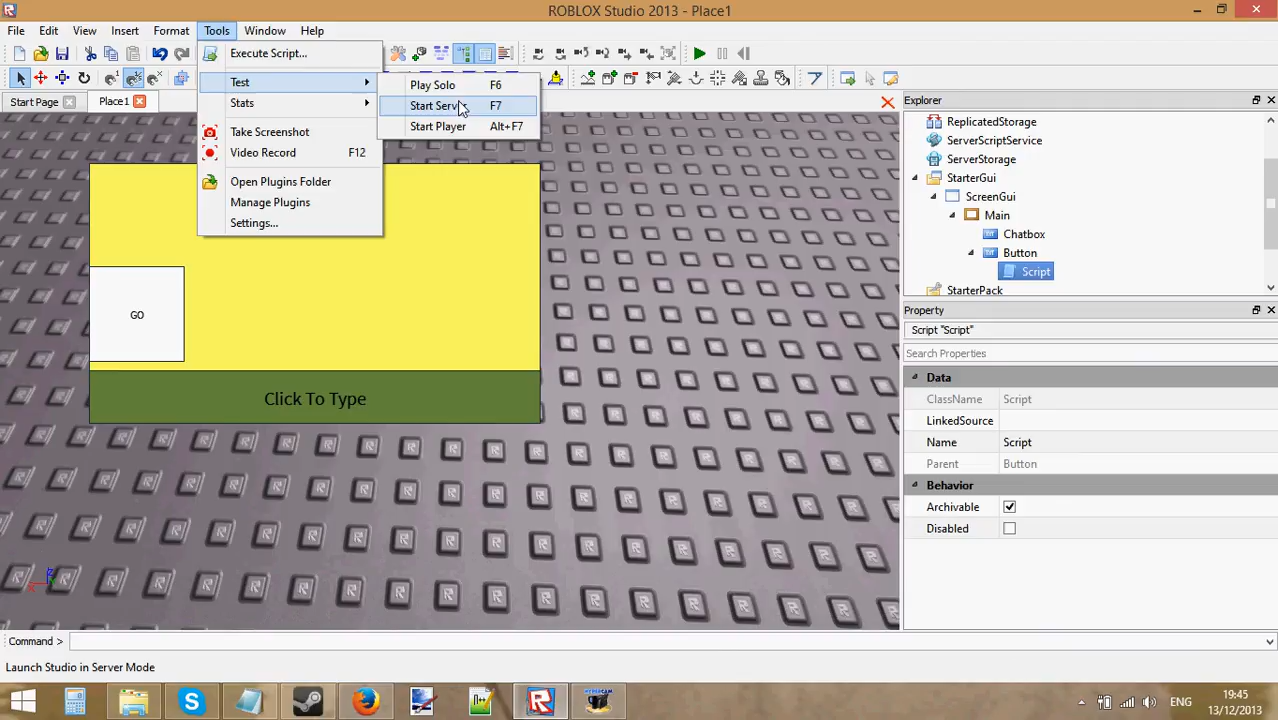 ROBLOX Studio 2013 - Place1
File Edit View Insert Format Tools Window Help
Execute Script...
Test
Stats
Take Screenshot
Video Record F12
Open Plugins Folder
Manage Plugins
Settings...
Play Solo F6
Start Serv F7
Start Player Alt+F7
Start Page
Place1
GO
Click To Type
Explorer
ReplicatedStorage
ServerScriptService
ServerStorage
StarterGui
ScreenGui
Main
Chatbox
Button
Script
StarterPack
Property
Script "Script"
Search Properties
Data
ClassName Script
LinkedSource
Name Script
Parent Button
Behavior
Archivable
Disabled
Command >
Launch Studio in Server Mode
ENG
19:45
13/12/2013